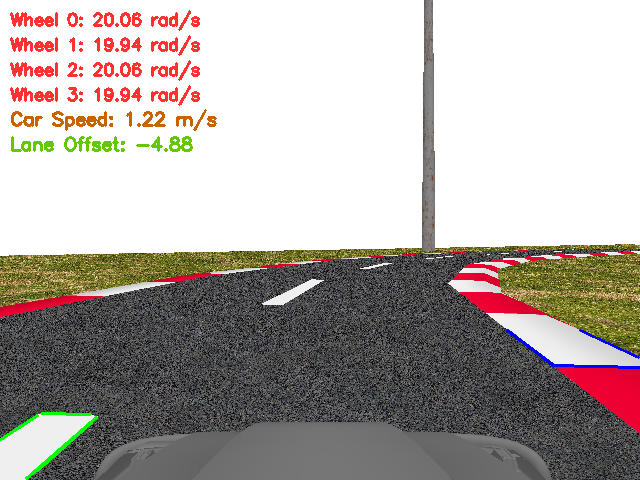 Wheel 0: 20.06 rad/s
Wheel 1: 19.94 rad/s
Wheel 2: 20.06 rad/s
Wheel 3: 19.94 rad/s
Car Speed: 1.22 m/s
Lane Offset: -4.88